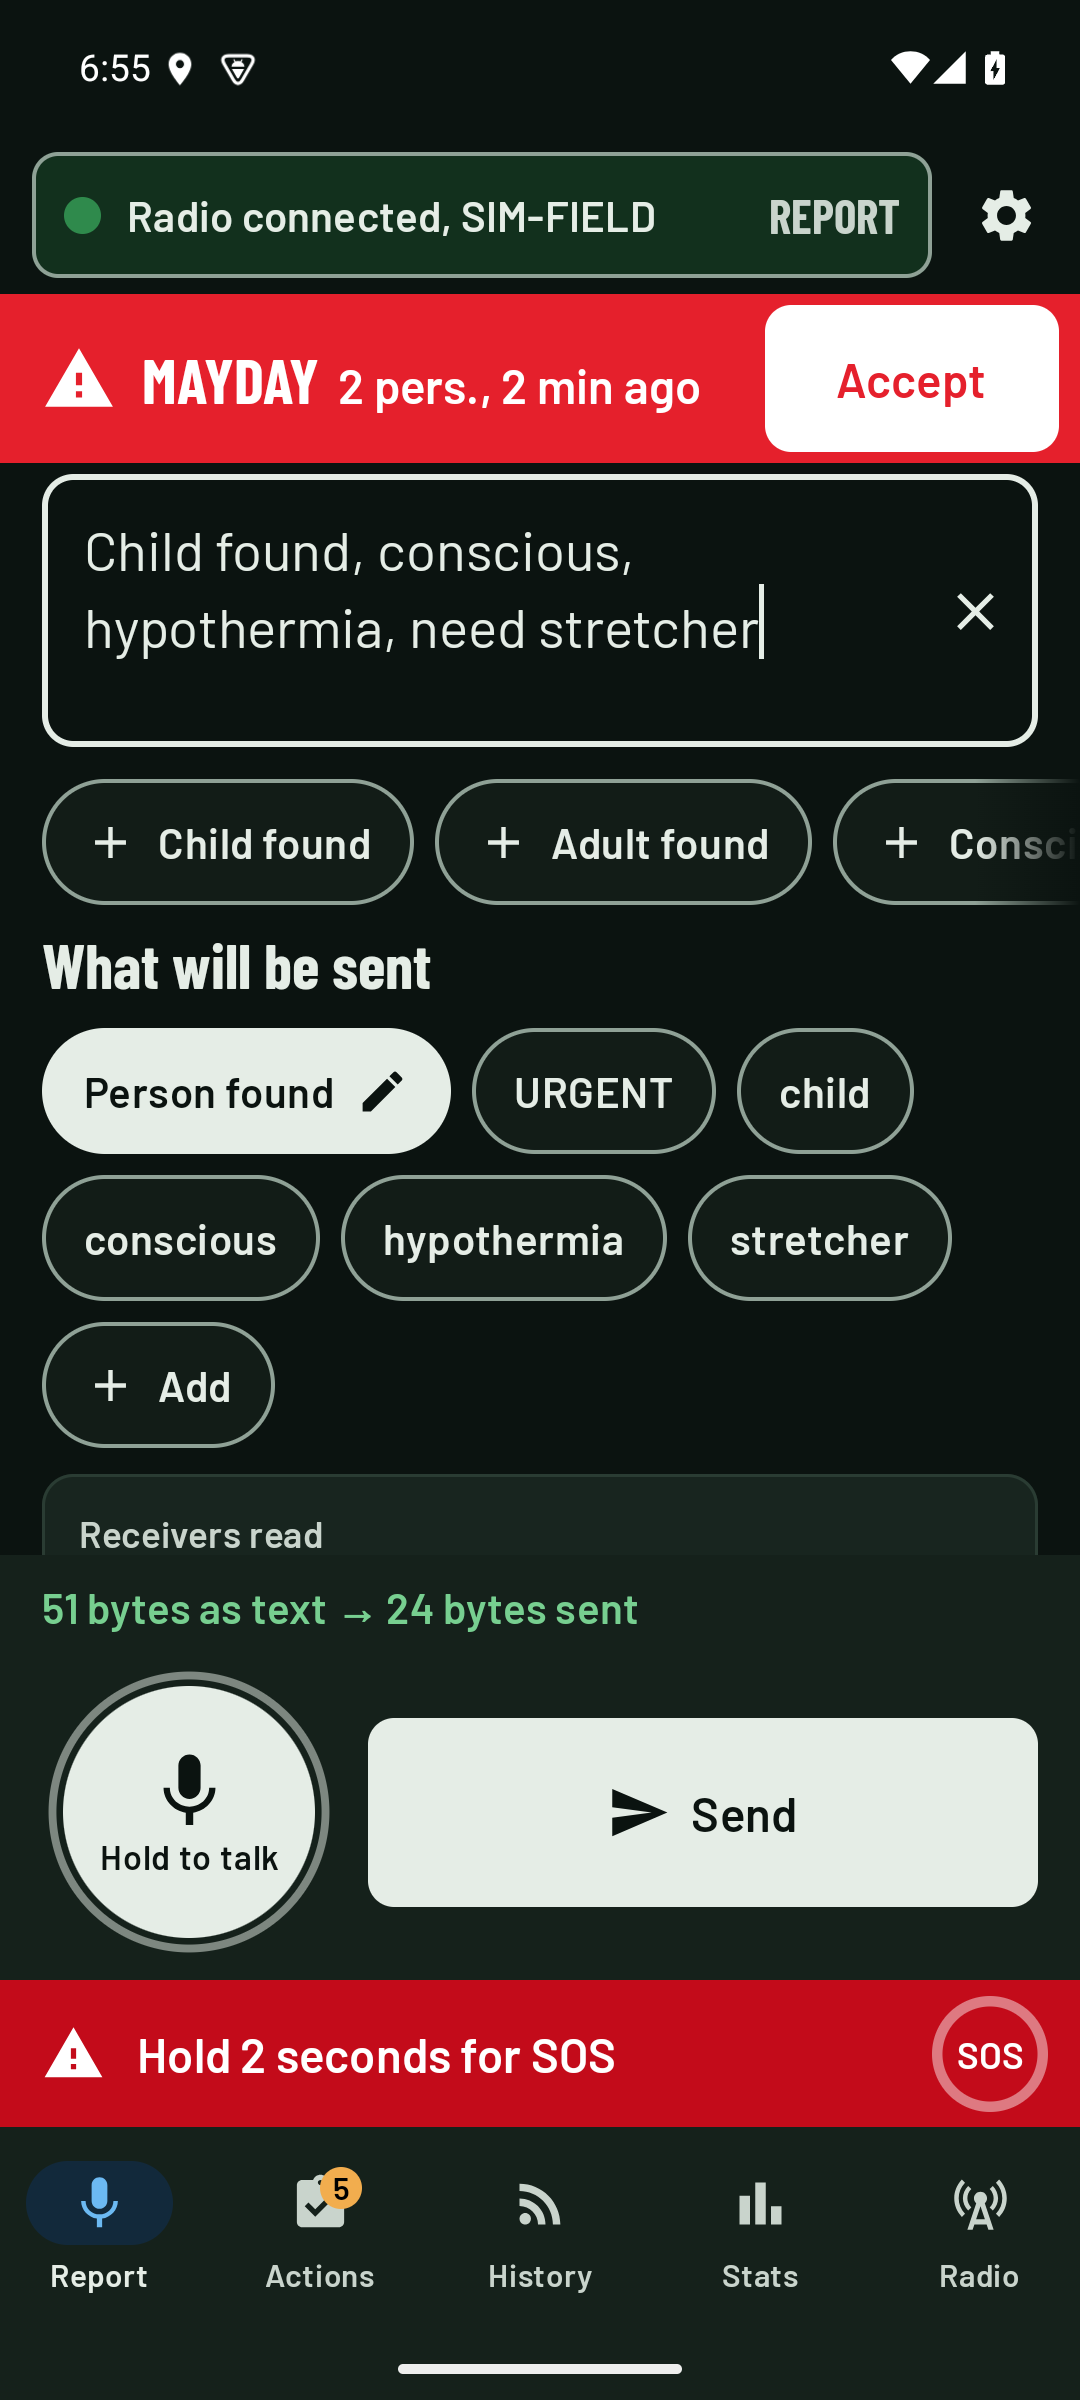 6:55
Radio connected, SIM-FIELD REPORT
MAYDAY 2 pers., 2 min ago Accept
Child found, conscious,
hypothermia, need stretcher
+ Child found + Adult found + Consci
What will be sent
Person found URGENT child
conscious hypothermia stretcher
+ Add
Receivers read
51 bytes as text → 24 bytes sent
Hold to talk
Send
Hold 2 seconds for SOS SOS
5
Report Actions History Stats Radio